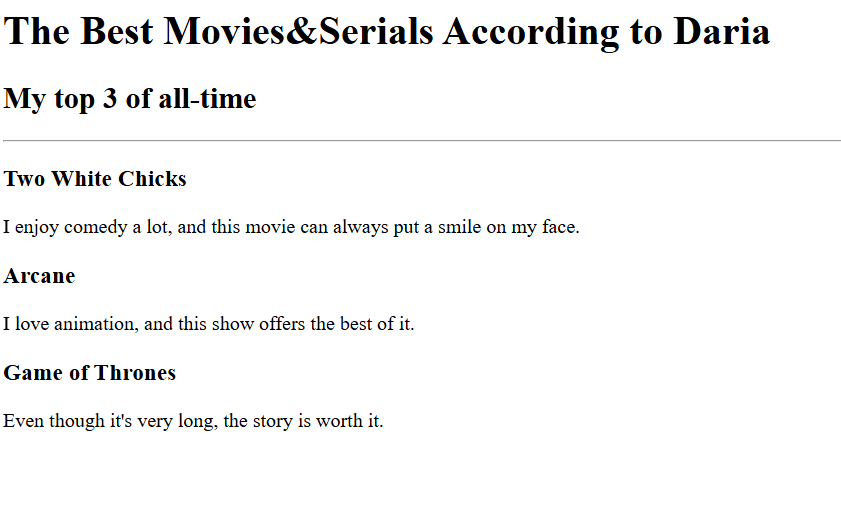 The Best Movies&Serials According to Daria
My top 3 of all-time
Two White Chicks
I enjoy comedy a lot, and this movie can always put a smile on my face.
Arcane
I love animation, and this show offers the best of it.
Game of Thrones
Even though it's very long, the story is worth it.